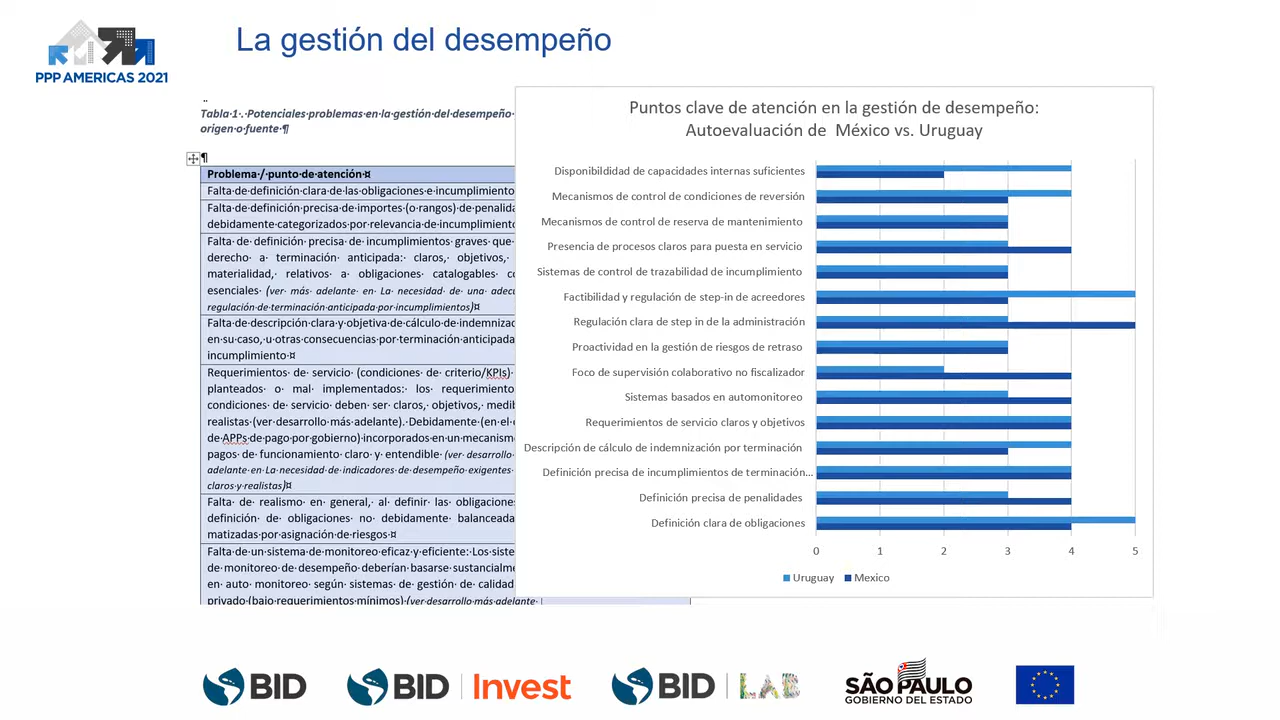 La gestión del desempeño
PPP AMERICAS 2021
Tabla·1·.·Potenciales·problemas·en·la·gestión·del·desempeño·
origen·o·fuente·¶
¶
Problema·/·punto·de·atención·¤
Falta·de·definición·clara·de·las·obligaciones·e·incumplimiento
Falta·de·definición·precisa·de·importes·(o·rangos)·de·penalida
debidamente·categorizados·por·relevancia·de·incumplimiento
Falta· de· definición· precisa· de· incumplimientos· graves· que·
derecho· a· terminación· anticipada:· claros,· objetivos,·
materialidad,· relativos· a· obligaciones· catalogables· c
esenciales· (ver· más· adelante· en· La· necesidad· de· una· adec
regulación·de·terminación·anticipada·por·incumplimientos)¤
Falta·de·descripción·clara·y·objetiva·de·cálculo·de·indemnizac
en·su·caso,·u·otras·consecuencias·por·terminación·anticipada
incumplimiento·¤
Requerimientos· de· servicio· (condiciones· de· criterio/KPIs)·
planteados· o· mal· implementados:· los· requerimiento
condiciones· de· servicio· deben· ser· claros,· objetivos,· medib
realistas·(ver·desarrollo·más·adelante).·Debidamente·(en·el·
de·APPs·de·pago·por·gobierno)·incorporados·en·un·mecanism
pagos· de· funcionamiento· claro· y· entendible· (ver· desarrollo·
adelante·en·La·necesidad·de·indicadores·de·desempeño·exigentes·
claros·y·realistas)¤
Falta· de· realismo· en· general,· al· definir· las· obligaciones
definición· de· obligaciones· no· debidamente· balanceada
matizadas·por·asignación·de·riesgos·¤
Falta·de·un·sistema·de·monitoreo·eficaz·y·eficiente:·Los·siste
de·monitoreo·de·desempeño·deberían·basarse·sustancialme
en· auto· monitoreo· según· sistemas· de· gestión· de· calidad
privado·(bajo·requerimientos·mínimos)·(ver·desarrollo·más·adelante·
Puntos clave de atención en la gestión de desempeño:
Autoevaluación de México vs. Uruguay
Disponibildidad de capacidades internas suficientes
Mecanismos de control de condiciones de reversión
Mecanismos de control de reserva de mantenimiento
Presencia de procesos claros para puesta en servicio
Sistemas de control de trazabilidad de incumplimiento
Factibilidad y regulación de step-in de acreedores
Regulación clara de step in de la administración
Proactividad en la gestión de riesgos de retraso
Foco de supervisión colaborativo no fiscalizador
Sistemas basados en automonitoreo
Requerimientos de servicio claros y objetivos
Descripción de cálculo de indemnización por terminación
Definición precisa de incumplimientos de terminación…
Definición precisa de penalidades
Definición clara de obligaciones
0 1 2 3 4 5
Uruguay Mexico
BID
BID Invest
BID LAB
SÃO PAULO
GOBIERNO DEL ESTADO